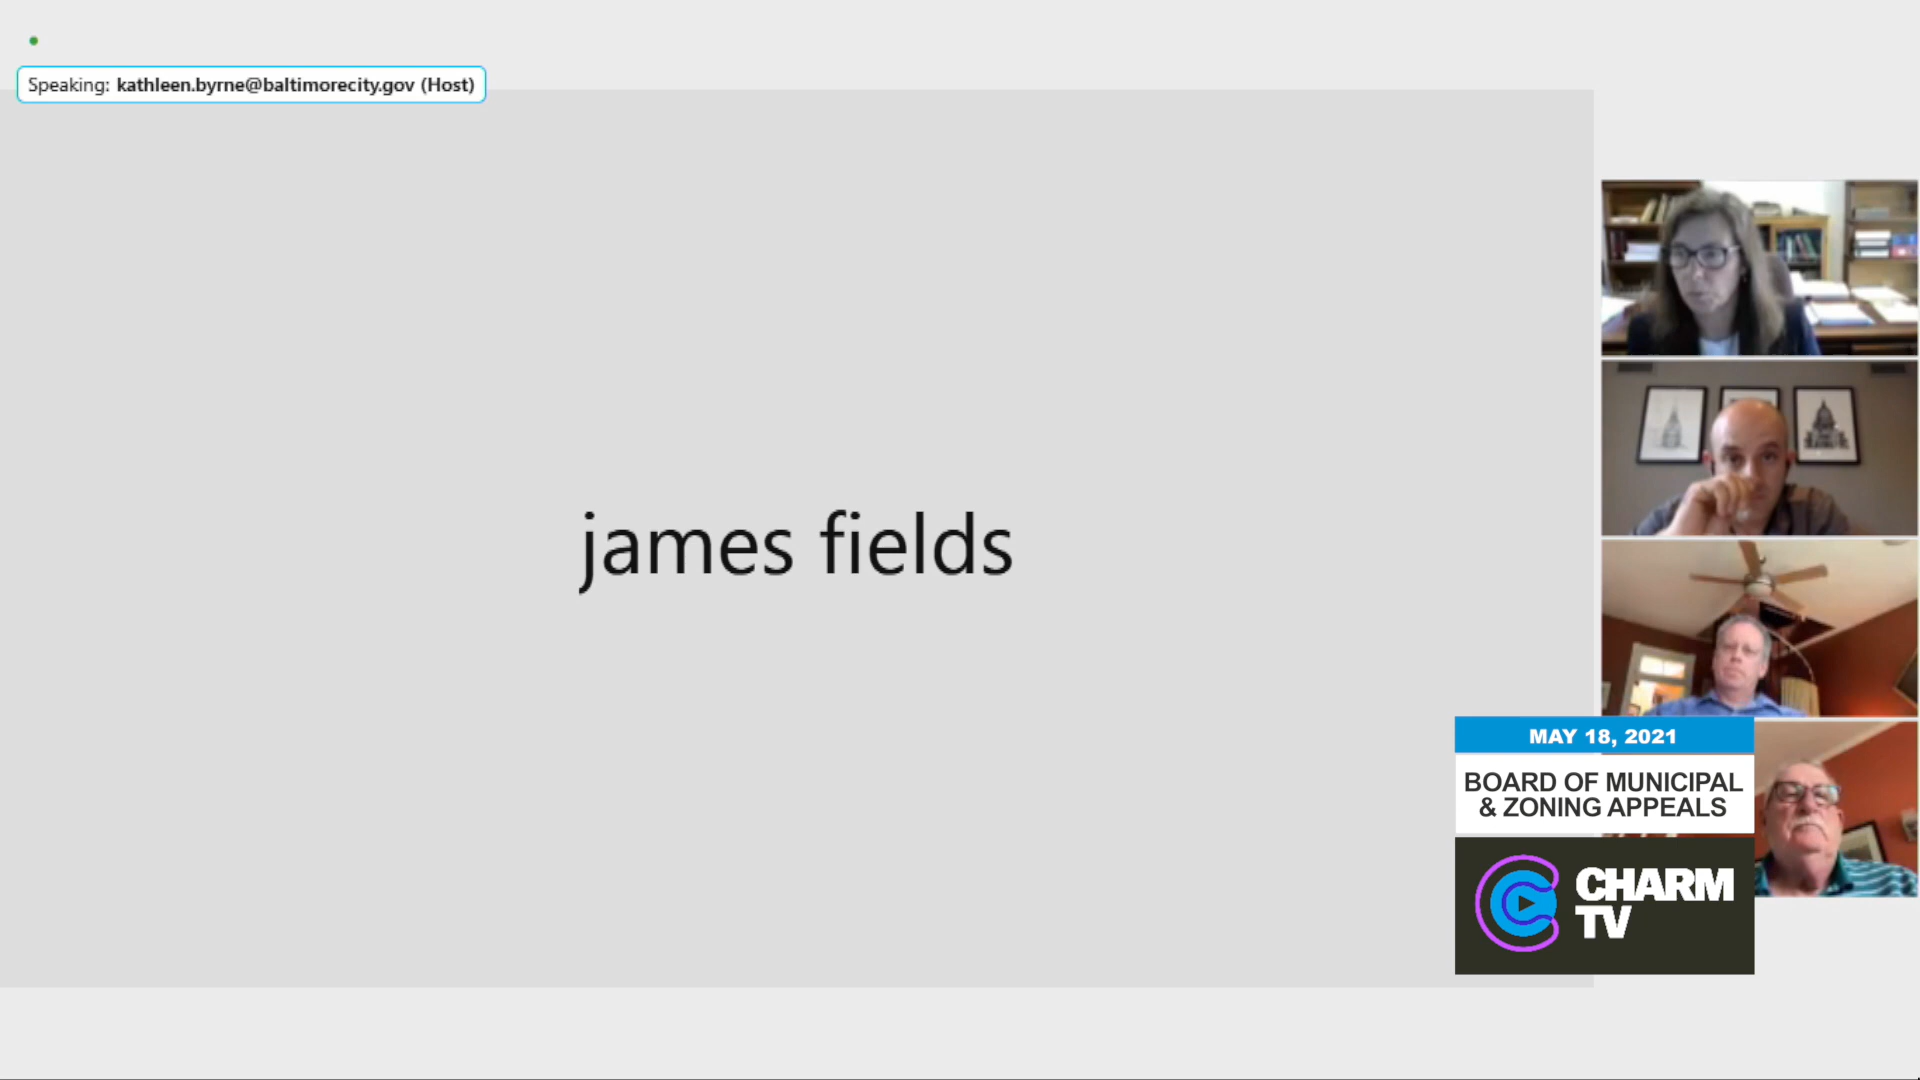 Speaking: kathleen.byrne@baltimorecity.gov (Host)
james fields
MAY 18, 2021
BOARD OF MUNICIPAL
& ZONING APPEALS
CHARM
TV